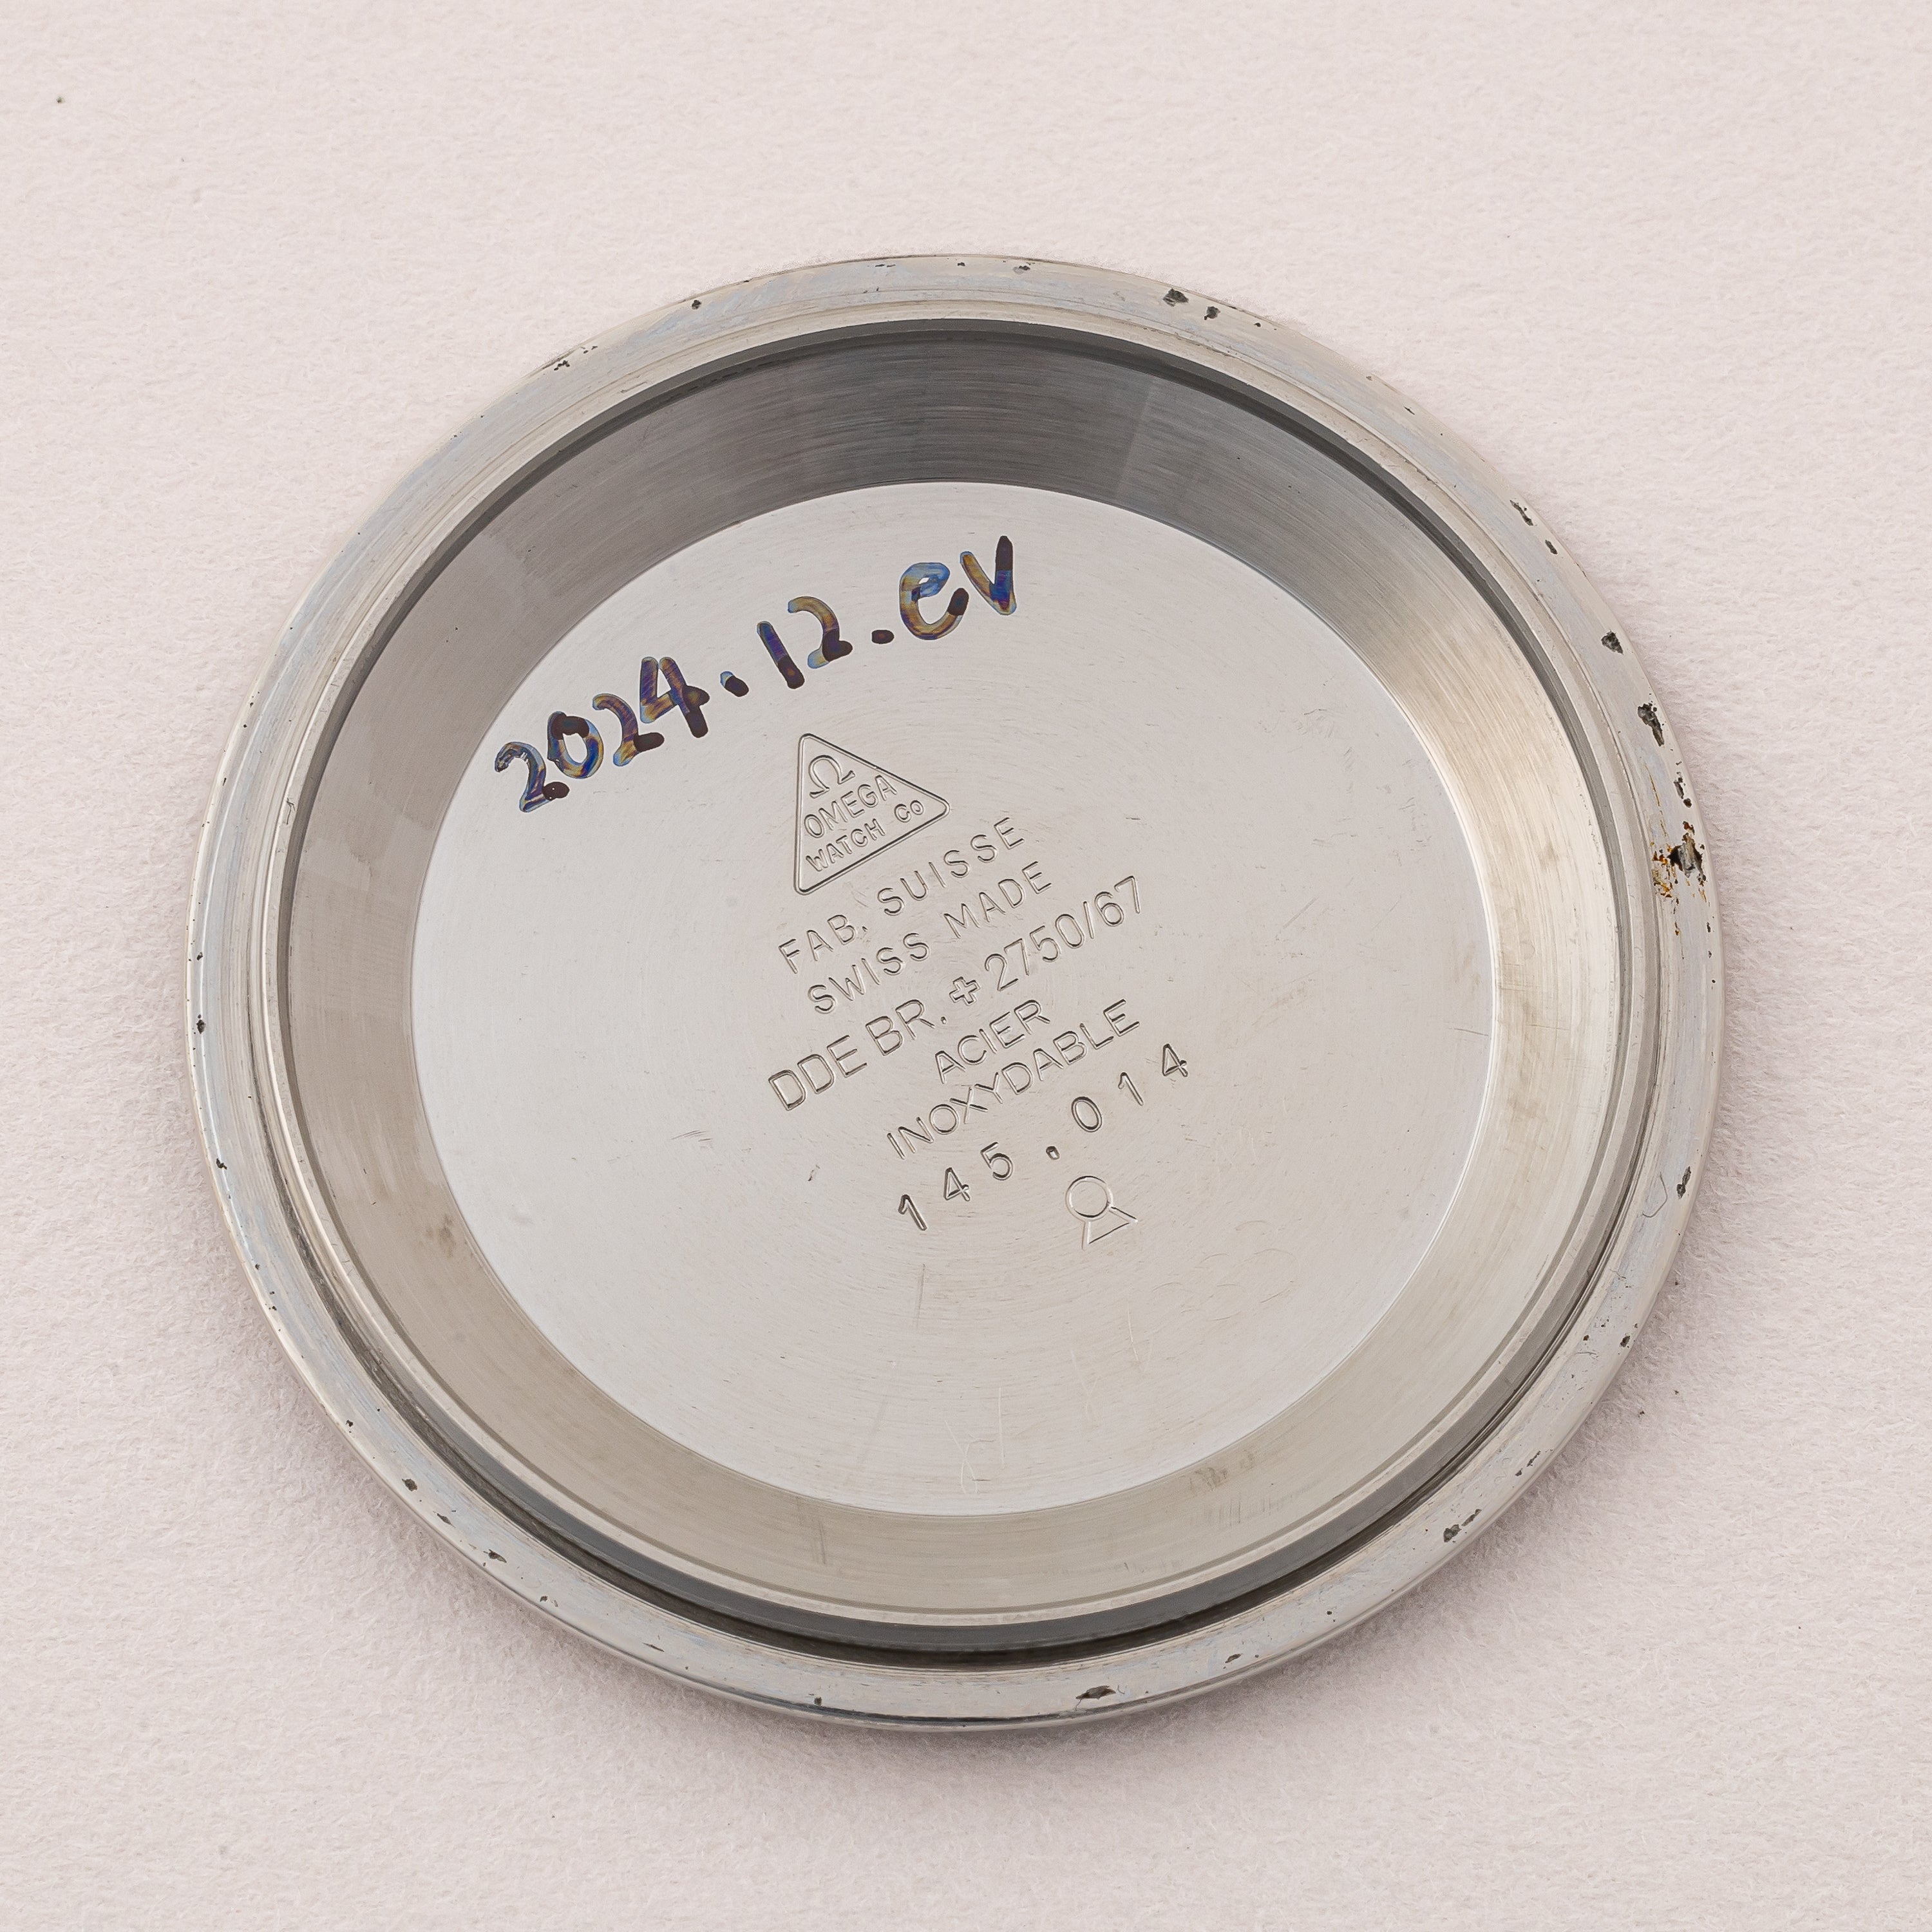 2024.12.ev
Ω
OMEGA
WATCH Co
FAB. SUISSE
SWISS MADE
DDE BR. + 2750/67
ACIER
INOXYDABLE
145.014